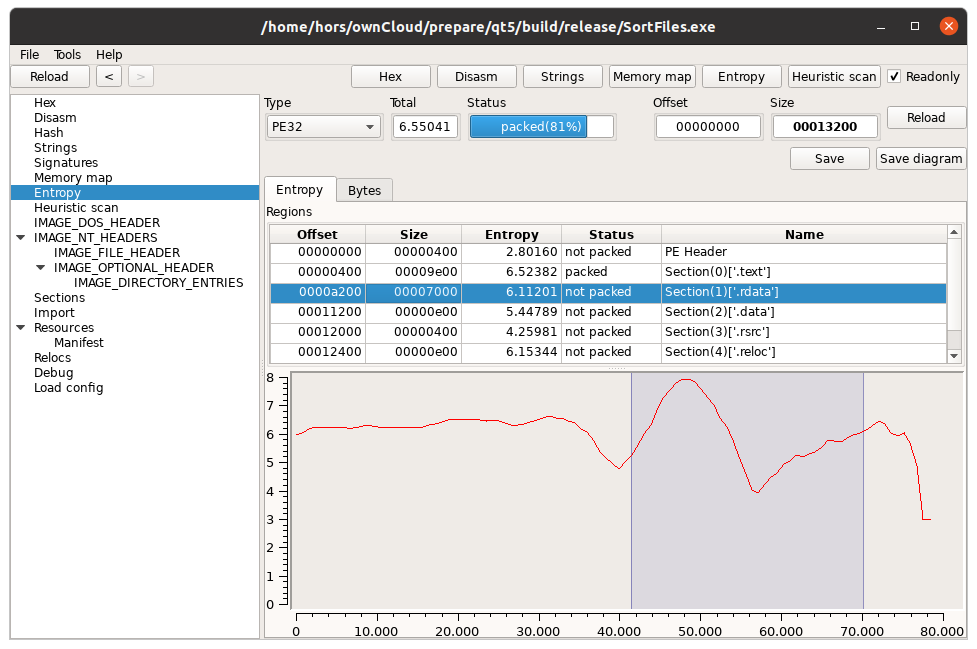 /home/hors/ownCloud/prepare/qt5/build/release/SortFiles.exe
File Tools Help
Reload < > Hex Disasm Strings Memory map Entropy Heuristic scan Readonly
Hex
Disasm
Hash
Strings
Signatures
Memory map
Entropy
Heuristic scan
IMAGE_DOS_HEADER
IMAGE_NT_HEADERS
IMAGE_FILE_HEADER
IMAGE_OPTIONAL_HEADER
IMAGE_DIRECTORY_ENTRIES
Sections
Import
Resources
Manifest
Relocs
Debug
Load config
Type Total Status Offset Size
PE32 6.55041 packed(81%) 00000000 00013200 Reload
Save Save diagram
Entropy Bytes
Regions
Offset Size Entropy Status Name
00000000 00000400 2.80160 not packed PE Header
00000400 00009e00 6.52382 packed Section(0)['.text']
0000a200 00007000 6.11201 not packed Section(1)['.rdata']
00011200 00000e00 5.44789 not packed Section(2)['.data']
00012000 00000400 4.25981 not packed Section(3)['.rsrc']
00012400 00000e00 6.15344 not packed Section(4)['.reloc']
8
7
6
5
4
3
2
1
0
0 10.000 20.000 30.000 40.000 50.000 60.000 70.000 80.000